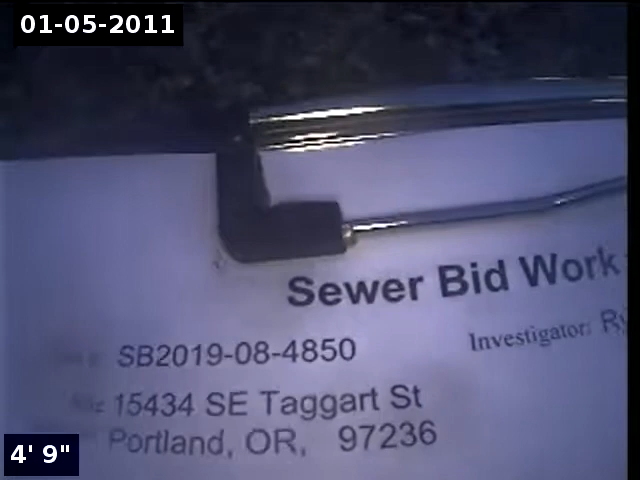 01-05-2011
Sewer Bid Work
Investigator:
SB2019-08-4850
15434 SE Taggart St
Portland, OR, 97236
4' 9"